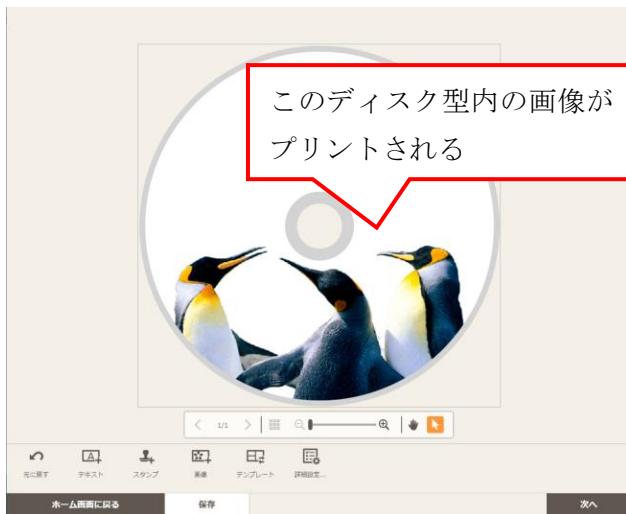 このディスク型内の画像が
プリントされる
1/1
元に戻す
テキスト
スタンプ
画像
テンプレート
詳細設定...
ホーム画面に戻る
保存
次へ